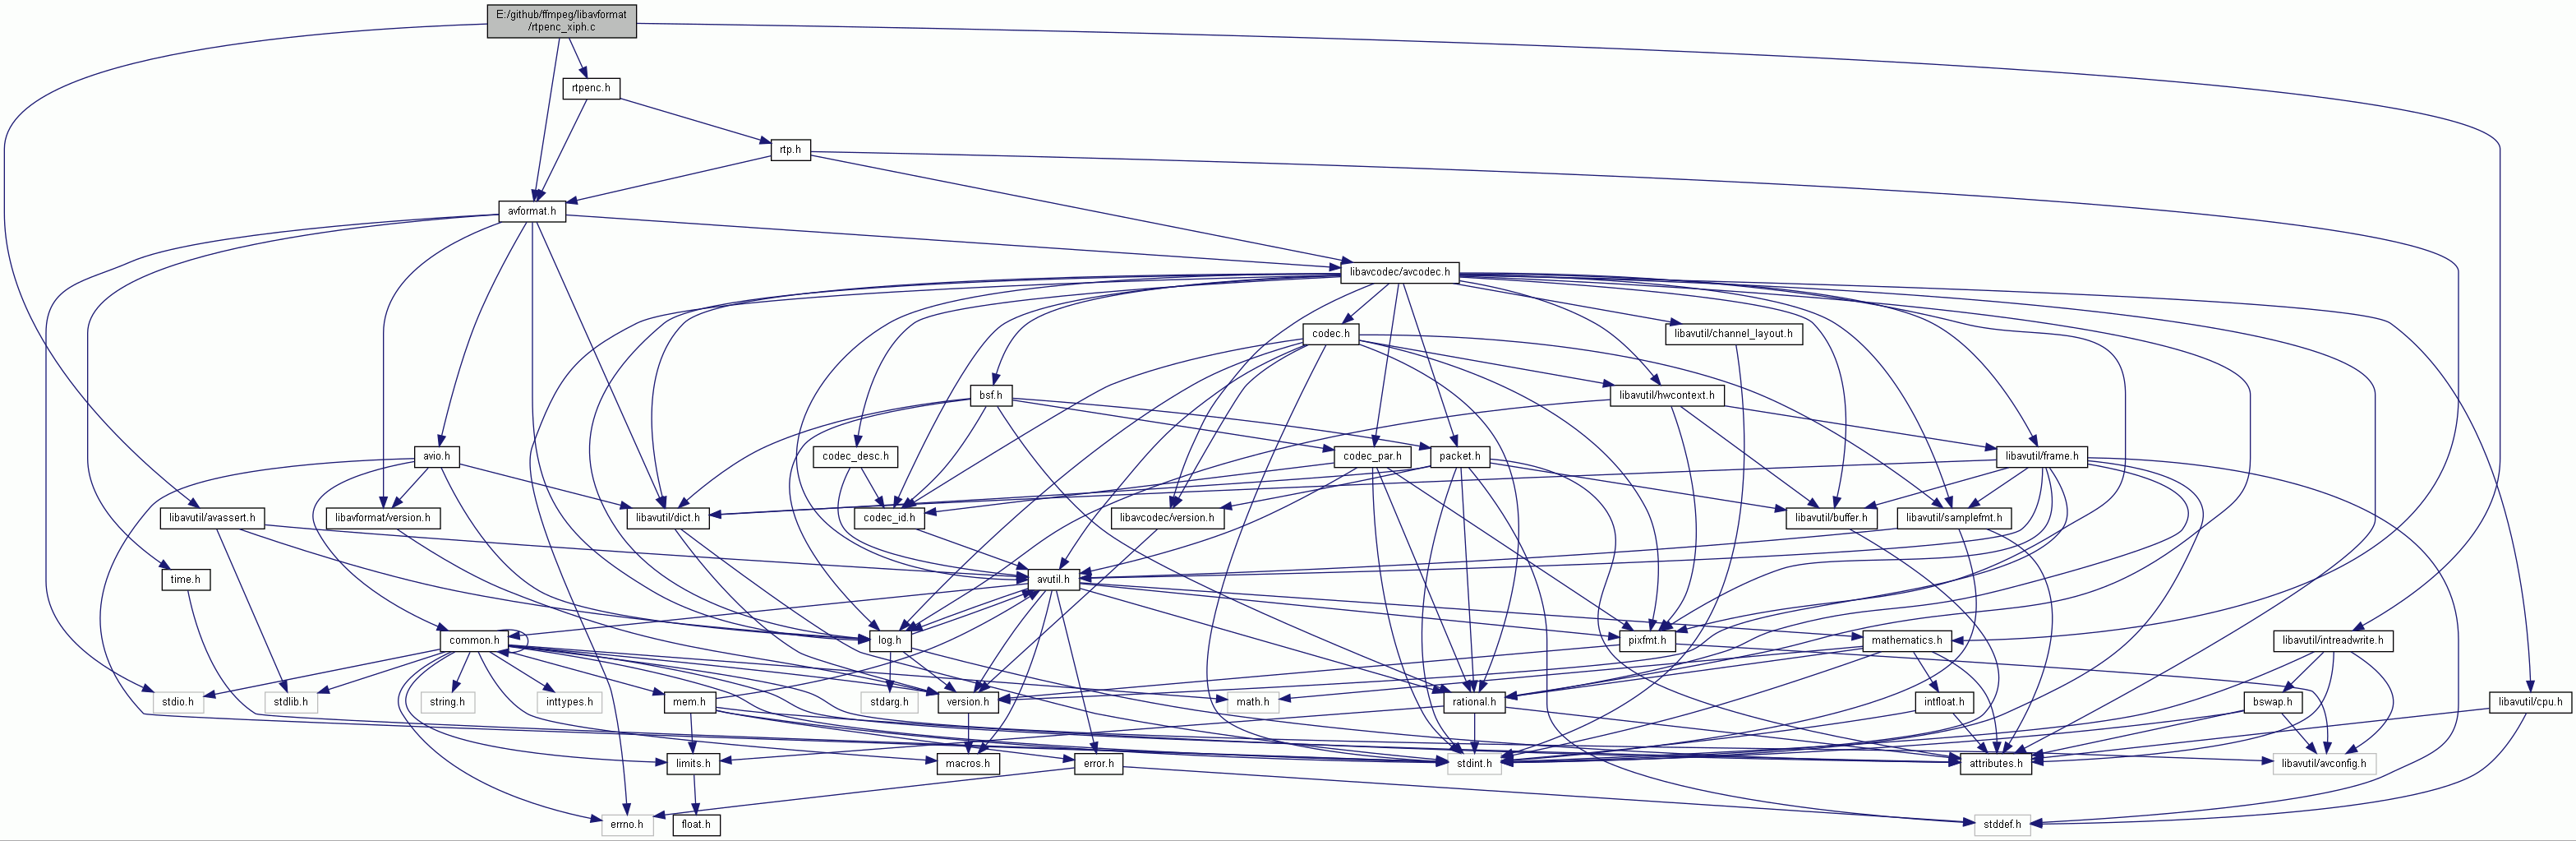 E:/github/ffmpeg/libavformat
/rtpenc_xiph.c
rtpenc.h
rtp.h
avformat.h
libavcodec/avcodec.h
codec.h
libavutil/channel_layout.h
bsf.h
libavutil/hwcontext.h
avio.h
codec_desc.h
codec_par.h
packet.h
libavutil/frame.h
libavutil/avassert.h
libavformat/version.h
libavutil/dict.h
codec_id.h
libavcodec/version.h
libavutil/buffer.h
libavutil/samplefmt.h
time.h
avutil.h
common.h
log.h
pixfmt.h
mathematics.h
libavutil/intreadwrite.h
stdio.h
stdlib.h
string.h
inttypes.h
mem.h
stdarg.h
version.h
math.h
rational.h
intfloat.h
bswap.h
libavutil/cpu.h
limits.h
macros.h
error.h
stdint.h
attributes.h
libavutil/avconfig.h
errno.h
float.h
stddef.h